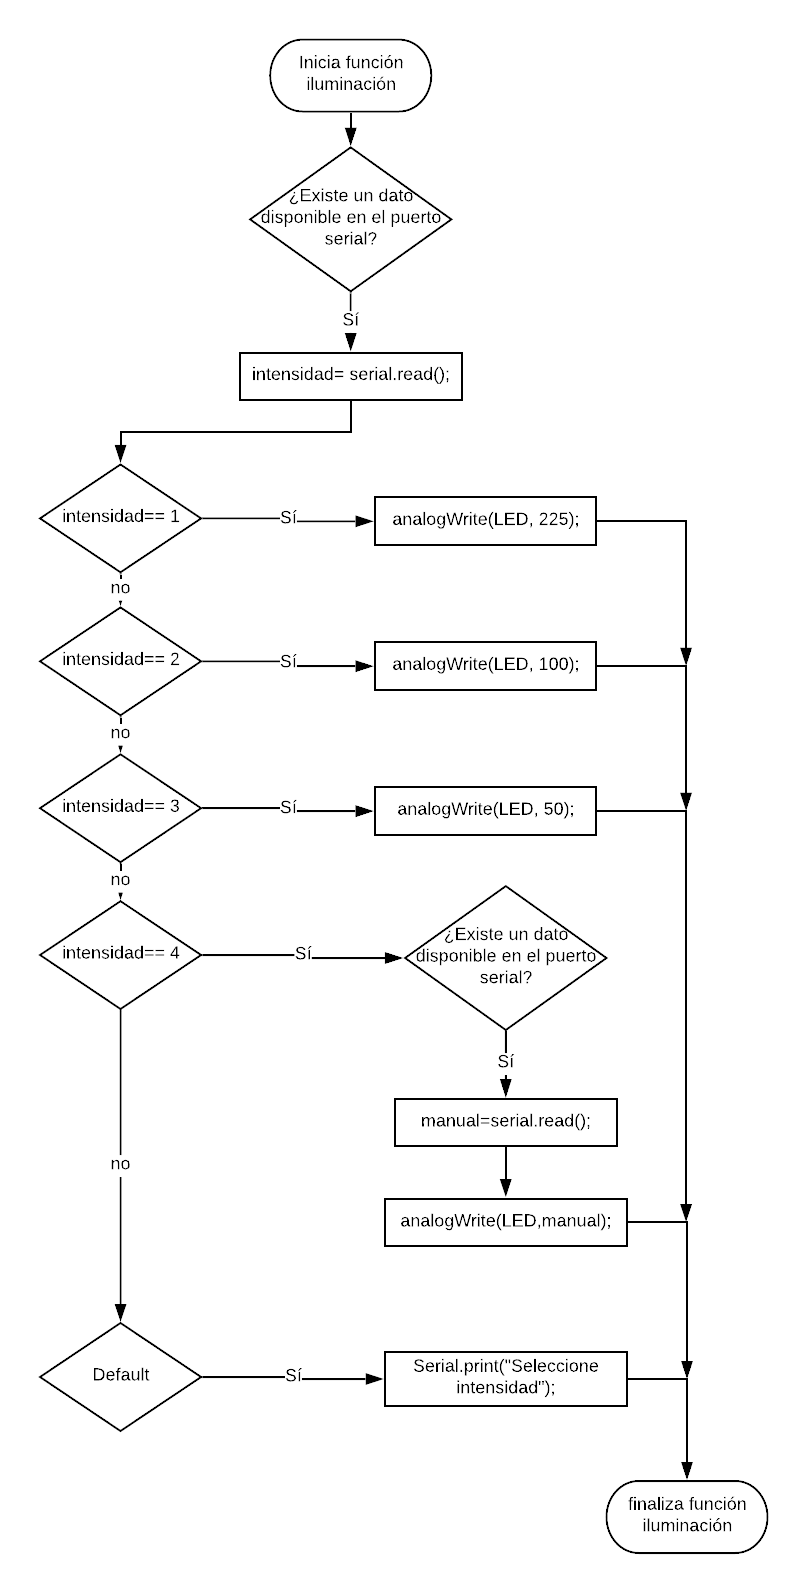 Inicia función
iluminación
¿Existe un dato
disponible en el puerto
serial?
Sí
intensidad= serial.read();
intensidad== 1
Sí
analogWrite(LED, 225);
no
intensidad== 2
Sí
analogWrite(LED, 100);
no
intensidad== 3
Sí
analogWrite(LED, 50);
no
intensidad== 4
Sí
¿Existe un dato
disponible en el puerto
serial?
Sí
manual=serial.read();
no
analogWrite(LED,manual);
Default
Sí
Serial.print("Seleccione
intensidad");
finaliza función
iluminación